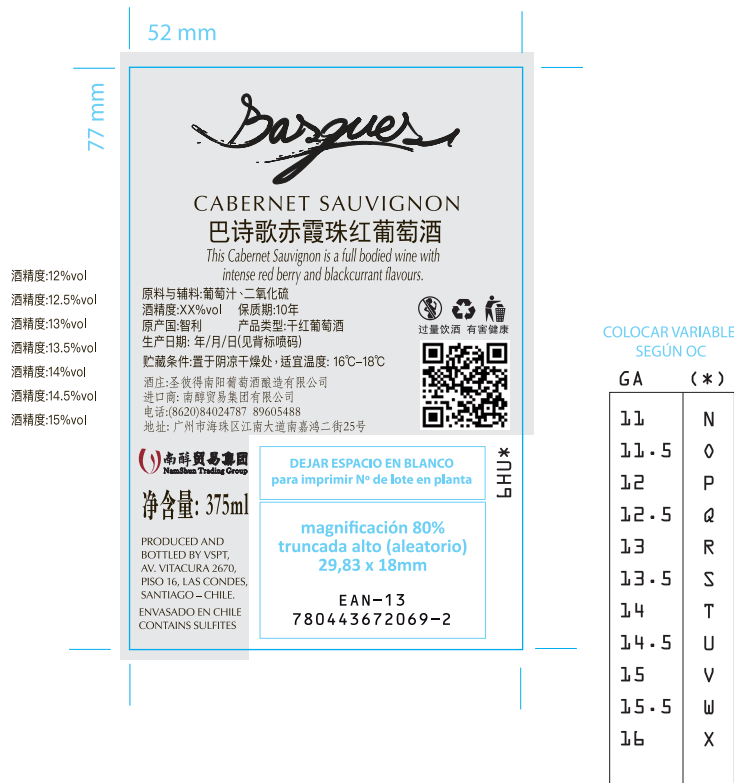 52 mm
77 mm
Basques
CABERNET SAUVIGNON
巴诗歌赤霞珠红葡萄酒
This Cabernet Sauvignon is a full bodied wine with
intense red berry and blackcurrant flavours.
原料与辅料:葡萄汁、二氧化硫
酒精度:XX%vol 保质期:10年
原产国:智利 产品类型:干红葡萄酒
生产日期: 年/月/日(见背标喷码)
贮藏条件:置于阴凉干燥处，适宜温度: 16℃-18℃
过量饮酒 有害健康
酒庄:圣彼得南阳葡萄酒酿造有限公司
进口商: 南醇贸易集团有限公司
电话:(8620)84024787 89605488
地址: 广州市海珠区江南大道南嘉鸿二街25号
南醇贸易集团
NamShun Trading Group
净含量: 375ml
PRODUCED AND
BOTTLED BY VSPT,
AV. VITACURA 2670,
PISO 16, LAS CONDES,
SANTIAGO – CHILE.
ENVASADO EN CHILE
CONTAINS SULFITES
DEJAR ESPACIO EN BLANCO
para imprimir Nº de lote en planta
magnificación 80%
truncada alto (aleatorio)
29,83 x 18mm
EAN-13
780443672069-2
6HU*
酒精度:12%vol
酒精度:12.5%vol
酒精度:13%vol
酒精度:13.5%vol
酒精度:14%vol
酒精度:14.5%vol
酒精度:15%vol
COLOCAR VARIABLE
SEGÚN OC
GA (*)
11 N
11.5 O
12 P
12.5 Q
13 R
13.5 S
14 T
14.5 U
15 V
15.5 W
16 X